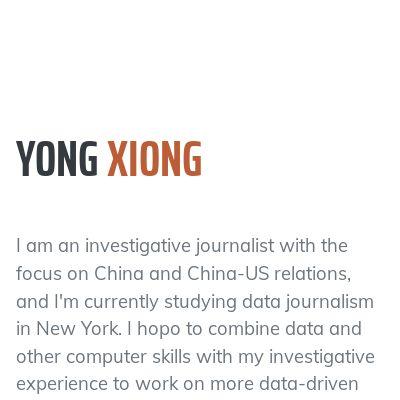 YONG XIONG
I am an investigative journalist with the
focus on China and China-US relations,
and I'm currently studying data journalism
in New York. I hopo to combine data and
other computer skills with my investigative
experience to work on more data-driven